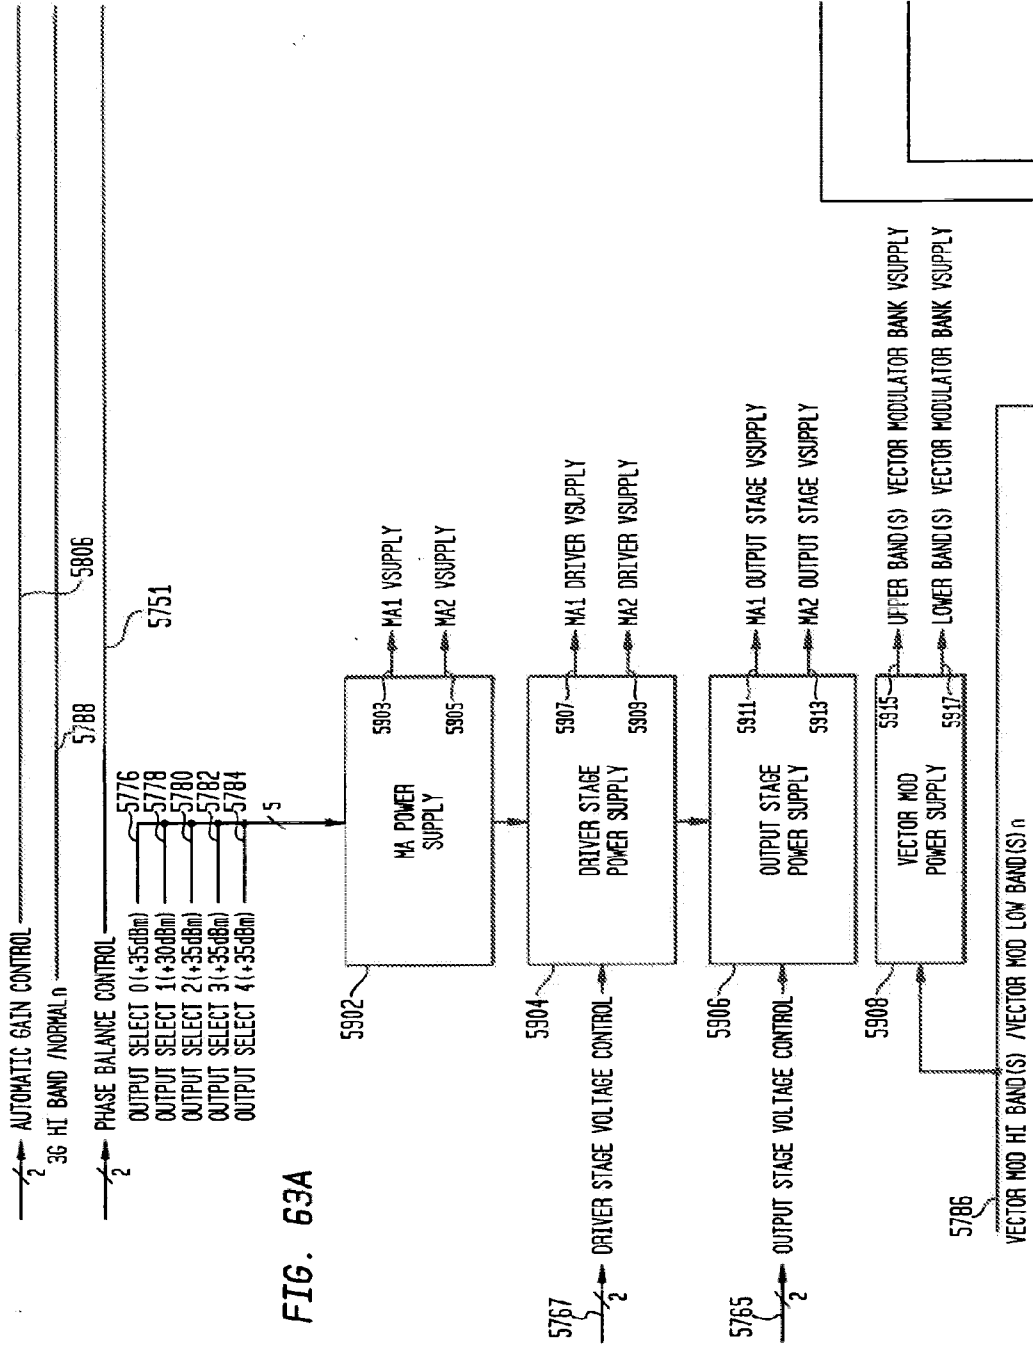 AUTOMATIC GAIN CONTROL
2
5806
3G HI BAND /NORMALn
5788
PHASE BALANCE CONTROL
2
5751
OUTPUT SELECT 0(+35dBm)
5776
OUTPUT SELECT 1(+30dBm)
5778
OUTPUT SELECT 2(+35dBm)
5780
OUTPUT SELECT 3(+35dBm)
5782
OUTPUT SELECT 4(+35dBm)
5784
5
FIG. 63A
5902
MA POWER
SUPPLY
5903
MA1 VSUPPLY
5905
MA2 VSUPPLY
5767
2
DRIVER STAGE VOLTAGE CONTROL
5904
DRIVER STAGE
POWER SUPPLY
5907
MA1 DRIVER VSUPPLY
5909
MA2 DRIVER VSUPPLY
5765
2
OUTPUT STAGE VOLTAGE CONTROL
5906
OUTPUT STAGE
POWER SUPPLY
5911
MA1 OUTPUT STAGE VSUPPLY
5913
MA2 OUTPUT STAGE VSUPPLY
5908
VECTOR MOD
POWER SUPPLY
5915
UPPER BAND(S) VECTOR MODULATOR BANK VSUPPLY
5917
LOWER BAND(S) VECTOR MODULATOR BANK VSUPPLY
5786
VECTOR MOD HI BAND(S) /VECTOR MOD LOW BAND(S)n